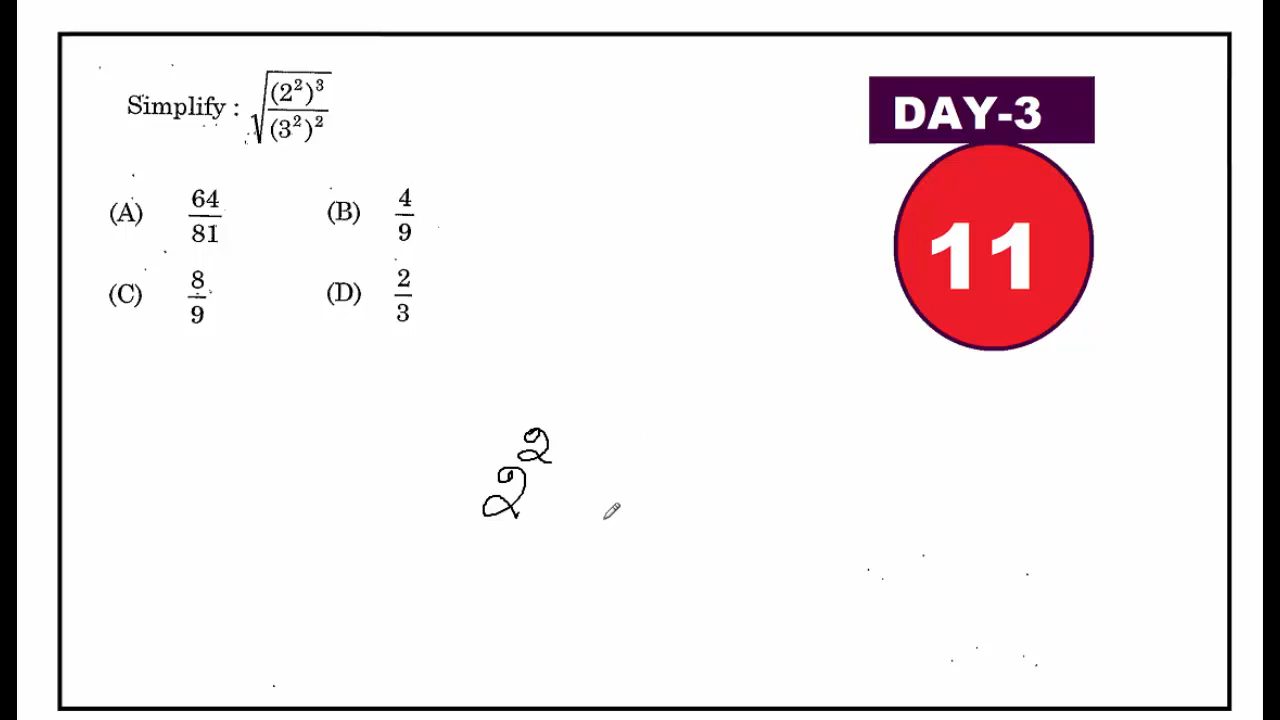 Simplify : √((2²)³/(3²)²)
(A) 64/81 (B) 4/9
(C) 8/9 (D) 2/3
DAY-3
11
2²